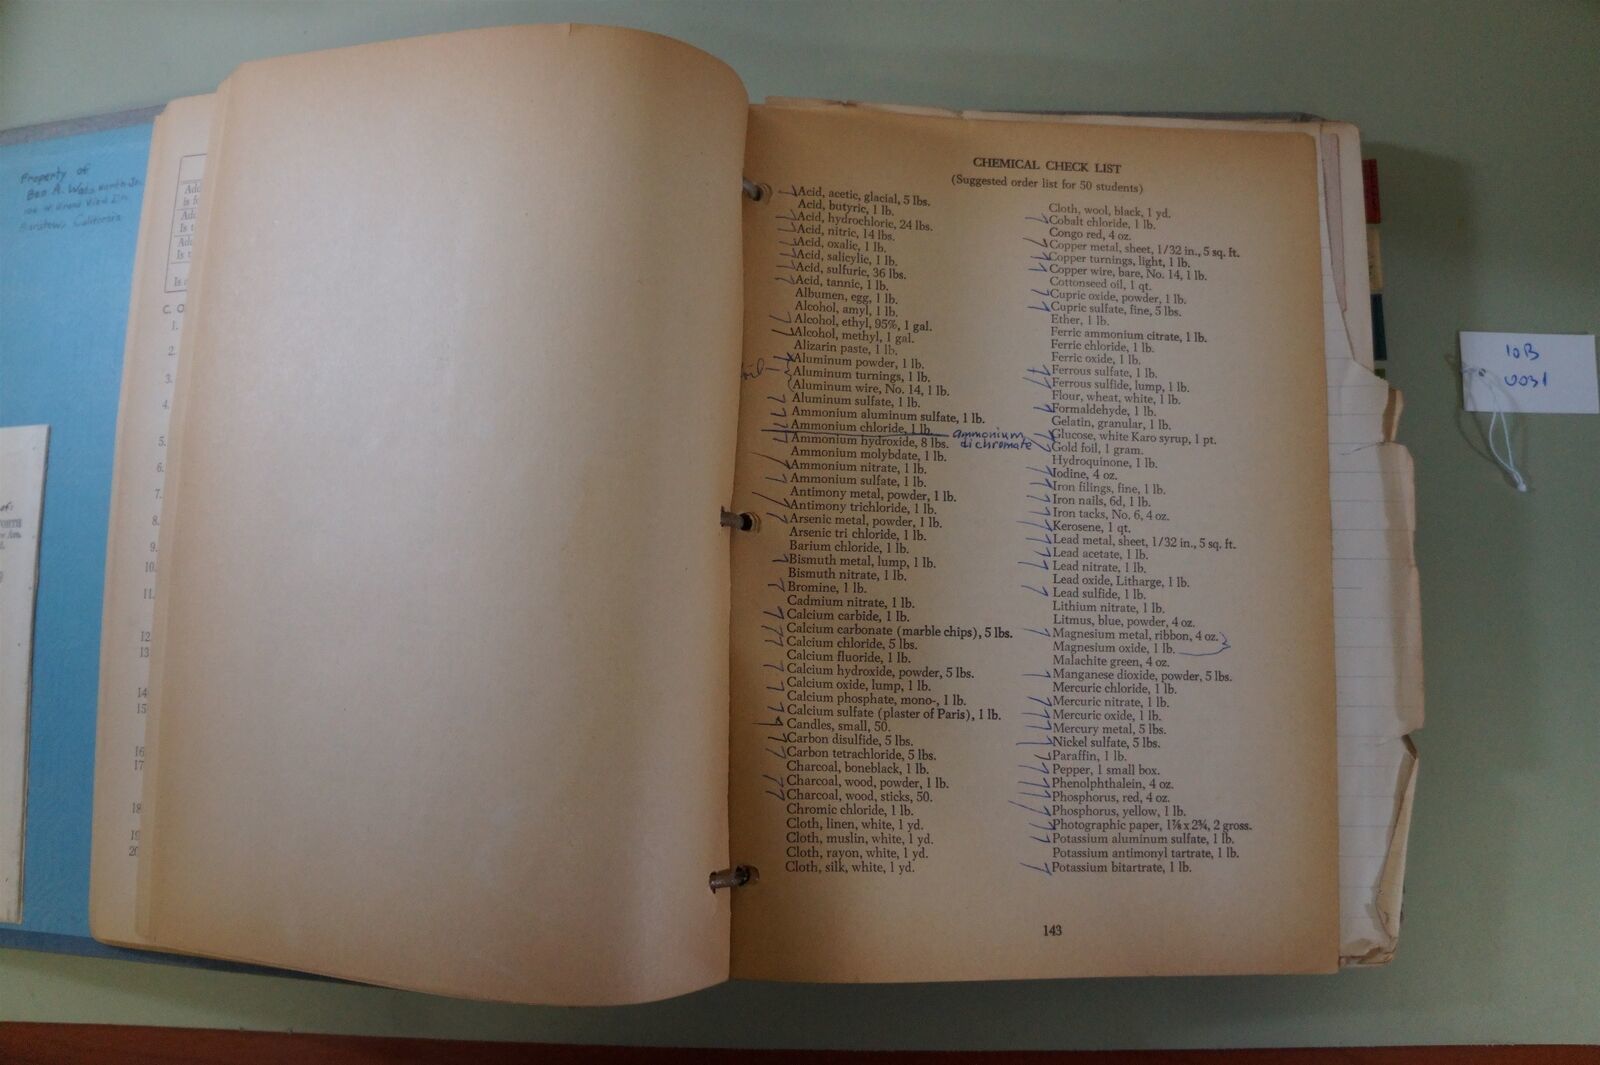 Property of
Ben A.
California
C. O
1.
2.
3.
4.
5.
6.
7.
8.
9.
10.
11.
12
13
14
15
16
17
18
19
20
CHEMICAL CHECK LIST
(Suggested order list for 50 students)
Acid, acetic, glacial, 5 lbs.
Acid, butyric, 1 lb.
Acid, hydrochloric, 24 lbs.
Acid, nitric, 14 lbs.
Acid, oxalic, 1 lb.
Acid, salicylic, 1 lb.
Acid, sulfuric, 36 lbs.
Acid, tannic, 1 lb.
Albumen, egg, 1 lb.
Alcohol, amyl, 1 lb.
Alcohol, ethyl, 95%, 1 gal.
Alcohol, methyl, 1 gal.
Alizarin paste, 1 lb.
Aluminum powder, 1 lb.
Aluminum turnings, 1 lb.
Aluminum wire, No. 14, 1 lb.
Aluminum sulfate, 1 lb.
Ammonium aluminum sulfate, 1 lb.
Ammonium chloride, 1 lb.
ammonium
dichromate
Ammonium hydroxide, 8 lbs.
Ammonium molybdate, 1 lb.
Ammonium nitrate, 1 lb.
Ammonium sulfate, 1 lb.
Antimony metal, powder, 1 lb.
Antimony trichloride, 1 lb.
Arsenic metal, powder, 1 lb.
Arsenic tri chloride, 1 lb.
Barium chloride, 1 lb.
Bismuth metal, lump, 1 lb.
Bismuth nitrate, 1 lb.
Bromine, 1 lb.
Cadmium nitrate, 1 lb.
Calcium carbide, 1 lb.
Calcium carbonate (marble chips), 5 lbs.
Calcium chloride, 5 lbs.
Calcium fluoride, 1 lb.
Calcium hydroxide, powder, 5 lbs.
Calcium oxide, lump, 1 lb.
Calcium phosphate, mono-, 1 lb.
Calcium sulfate (plaster of Paris), 1 lb.
Candles, small, 50.
Carbon disulfide, 5 lbs.
Carbon tetrachloride, 5 lbs.
Charcoal, boneblack, 1 lb.
Charcoal, wood, powder, 1 lb.
Charcoal, wood, sticks, 50.
Chromic chloride, 1 lb.
Cloth, linen, white, 1 yd.
Cloth, muslin, white, 1 yd.
Cloth, rayon, white, 1 yd.
Cloth, silk, white, 1 yd.
Cloth, wool, black, 1 yd.
Cobalt chloride, 1 lb.
Congo red, 4 oz.
Copper metal, sheet, 1/32 in., 5 sq. ft.
Copper turnings, light, 1 lb.
Copper wire, bare, No. 14, 1 lb.
Cottonseed oil, 1 qt.
Cupric oxide, powder, 1 lb.
Cupric sulfate, fine, 5 lbs.
Ether, 1 lb.
Ferric ammonium citrate, 1 lb.
Ferric chloride, 1 lb.
Ferric oxide, 1 lb.
Ferrous sulfate, 1 lb.
Ferrous sulfide, lump, 1 lb.
Flour, wheat, white, 1 lb.
Formaldehyde, 1 lb.
Gelatin, granular, 1 lb.
Glucose, white Karo syrup, 1 pt.
Gold foil, 1 gram.
Hydroquinone, 1 lb.
Iodine, 4 oz.
Iron filings, fine, 1 lb.
Iron nails, 6d, 1 lb.
Iron tacks, No. 6, 4 oz.
Kerosene, 1 qt.
Lead metal, sheet, 1/32 in., 5 sq. ft.
Lead acetate, 1 lb.
Lead nitrate, 1 lb.
Lead oxide, Litharge, 1 lb.
Lead sulfide, 1 lb.
Lithium nitrate, 1 lb.
Litmus, blue, powder, 4 oz.
Magnesium metal, ribbon, 4 oz.
Magnesium oxide, 1 lb.
Malachite green, 4 oz.
Manganese dioxide, powder, 5 lbs.
Mercuric chloride, 1 lb.
Mercuric nitrate, 1 lb.
Mercuric oxide, 1 lb.
Mercury metal, 5 lbs.
Nickel sulfate, 5 lbs.
Paraffin, 1 lb.
Pepper, 1 small box.
Phenolphthalein, 4 oz.
Phosphorus, red, 4 oz.
Phosphorus, yellow, 1 lb.
Photographic paper, 1⅞ x 2¾, 2 gross.
Potassium aluminum sulfate, 1 lb.
Potassium antimonyl tartrate, 1 lb.
Potassium bitartrate, 1 lb.
143
10B
0031